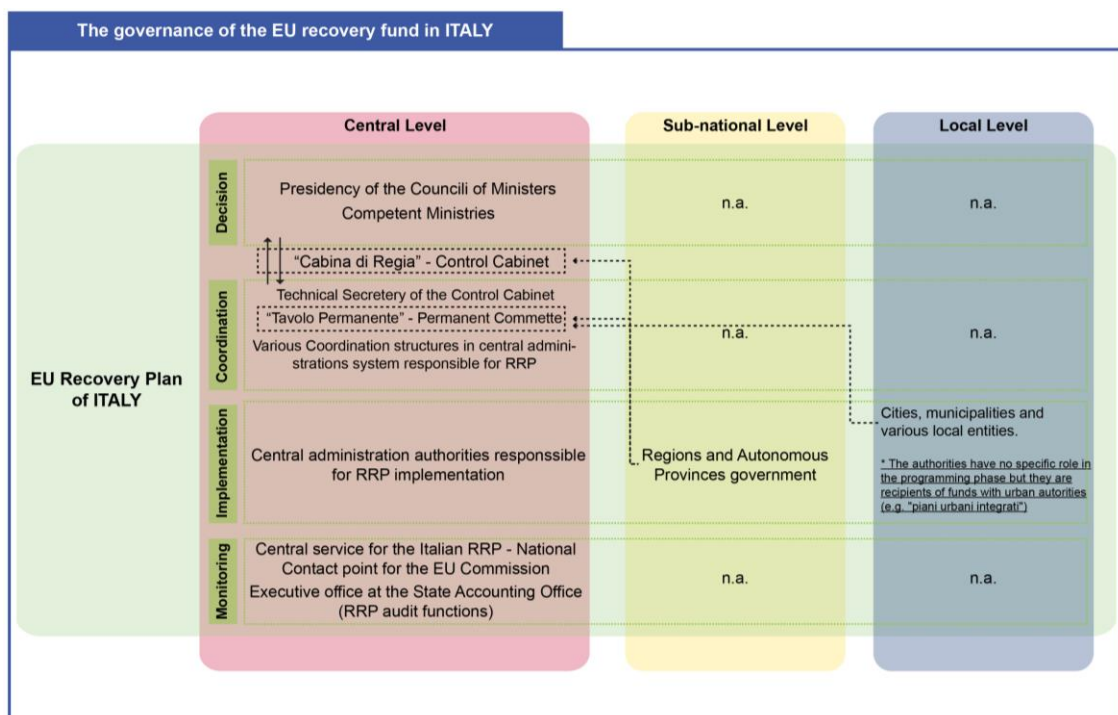 The governance of the EU recovery fund in ITALY
Central Level
Sub-national Level
Local Level
EU Recovery Plan
of ITALY
Decision
Presidency of the Councili of Ministers
Competent Ministries
n.a.
n.a.
“Cabina di Regia” - Control Cabinet
Coordination
Technical Secretery of the Control Cabinet
“Tavolo Permanente” - Permanent Commette
Various Coordination structures in central admini-
strations system responsible for RRP
n.a.
n.a.
Implementation
Central administration authorities responssible
for RRP implementation
Regions and Autonomous
Provinces government
Cities, municipalities and
various local entities.
* The authorities have no specific role in
the programming phase but they are
recipients of funds with urban autorities
(e.g. "piani urbani integrati")
Monitoring
Central service for the Italian RRP - National
Contact point for the EU Commission
Executive office at the State Accounting Office
(RRP audit functions)
n.a.
n.a.